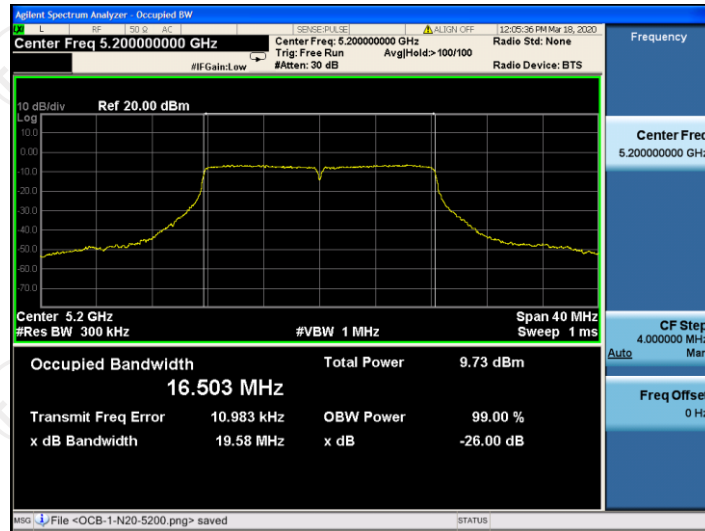 Agilent Spectrum Analyzer - Occupied BW
L RF 50 Ω AC SENSE:PULSE ALIGN OFF 12:05:36 PM Mar 18, 2020
Center Freq 5.200000000 GHz
Center Freq: 5.200000000 GHz
Radio Std: None
Trig: Free Run Avg|Hold:>100/100
#IFGain:Low
#Atten: 30 dB
Radio Device: BTS
Frequency
10 dB/div Ref 20.00 dBm
Log
10.0
0.00
-10.0
-20.0
-30.0
-40.0
-50.0
-60.0
-70.0
Center 5.2 GHz
Span 40 MHz
#Res BW 300 kHz
#VBW 1 MHz
Sweep 1 ms
Center Freq
5.200000000 GHz
CF Step
4.000000 MHz
Auto Man
Freq Offset
0 Hz
Occupied Bandwidth
16.503 MHz
Total Power 9.73 dBm
Transmit Freq Error 10.983 kHz
OBW Power 99.00 %
x dB Bandwidth 19.58 MHz
x dB -26.00 dB
MSG File <OCB-1-N20-5200.png> saved
STATUS